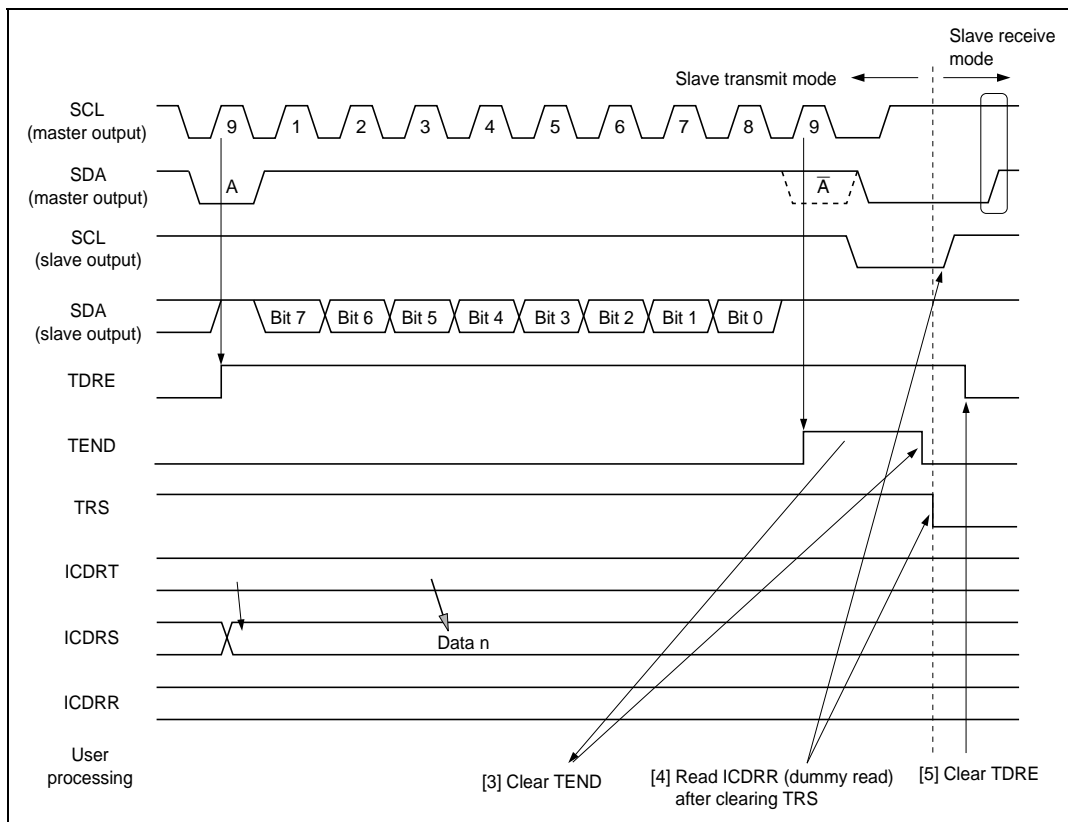 Slave receive
mode
Slave transmit mode
SCL
(master output)
9 1 2 3 4 5 6 7 8 9
SDA
(master output)
A A̅
SCL
(slave output)
SDA
(slave output)
Bit 7 Bit 6 Bit 5 Bit 4 Bit 3 Bit 2 Bit 1 Bit 0
TDRE
TEND
TRS
ICDRT
ICDRS
Data n
ICDRR
User
processing
[3] Clear TEND
[4] Read ICDRR (dummy read)
after clearing TRS
[5] Clear TDRE